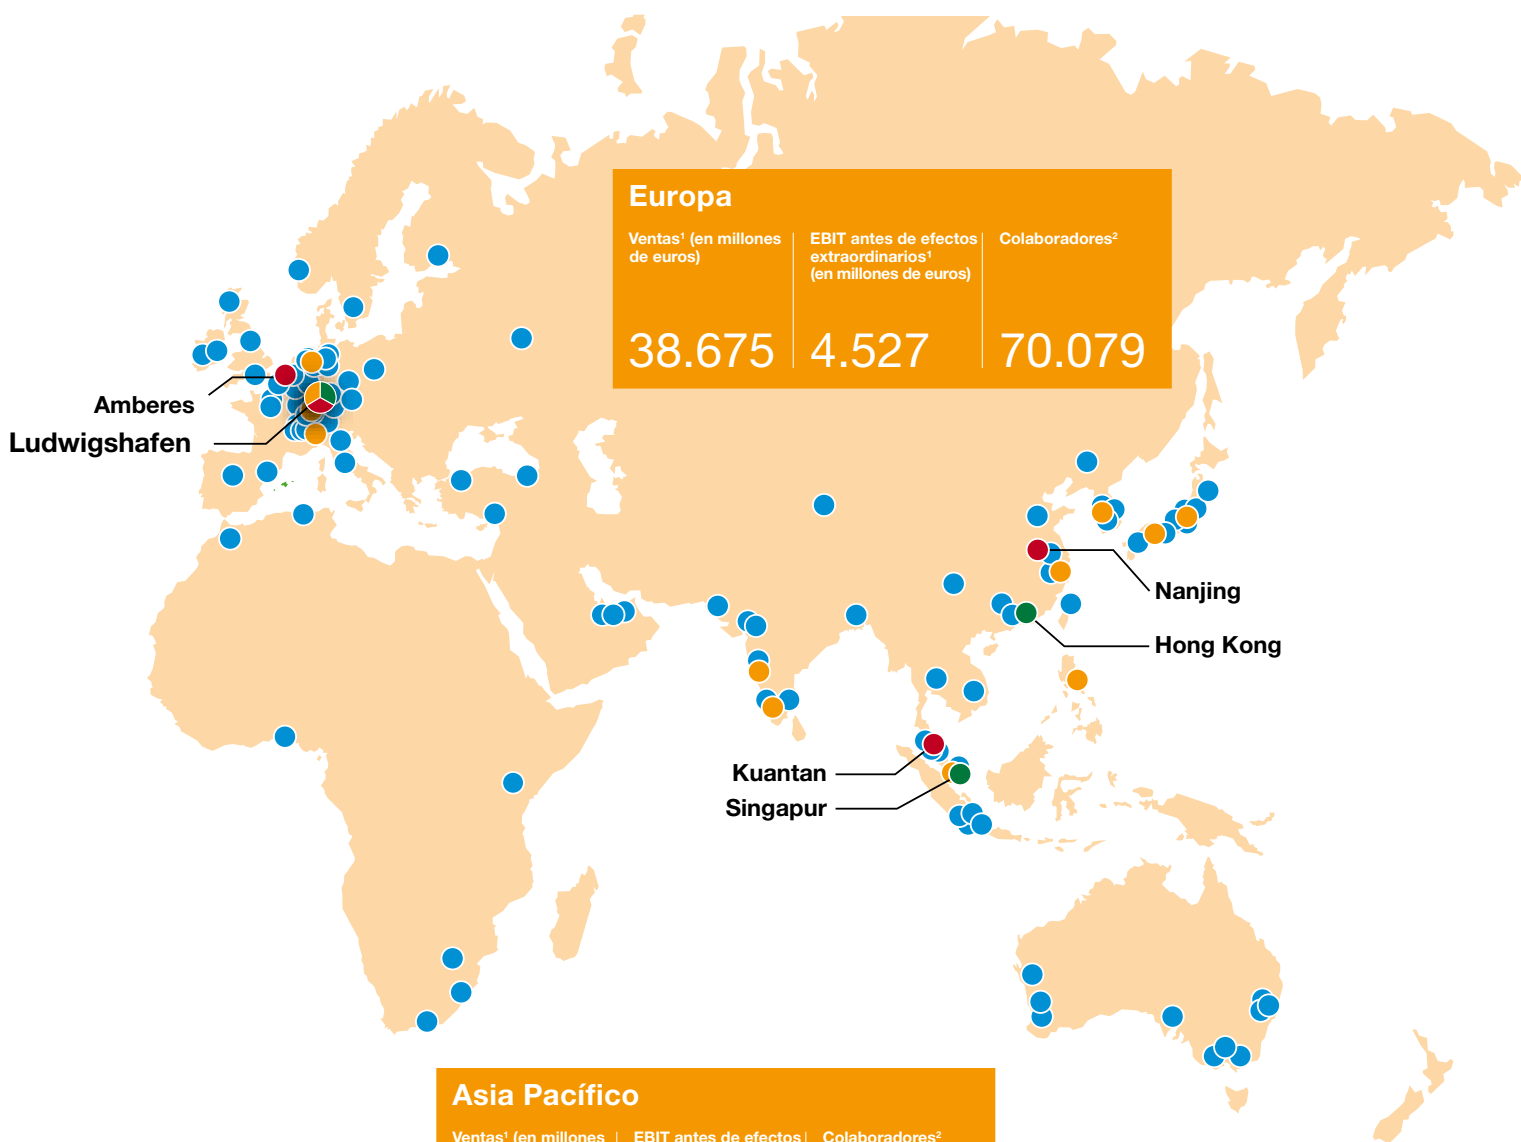 Europa
Ventas¹ (en millones de euros)
EBIT antes de efectos extraordinarios¹ (en millones de euros)
Colaboradores²
38.675
4.527
70.079
Amberes
Ludwigshafen
Nanjing
Hong Kong
Kuantan
Singapur
Asia Pacífico
Ventas¹ (en millones
EBIT antes de efectos
Colaboradores²